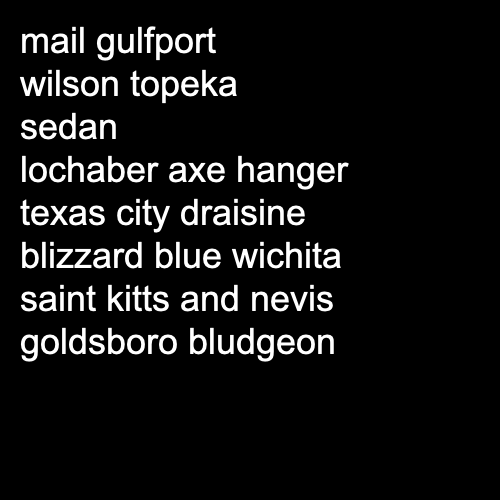 mail gulfport
wilson topeka
sedan
lochaber axe hanger
texas city draisine
blizzard blue wichita
saint kitts and nevis
goldsboro bludgeon